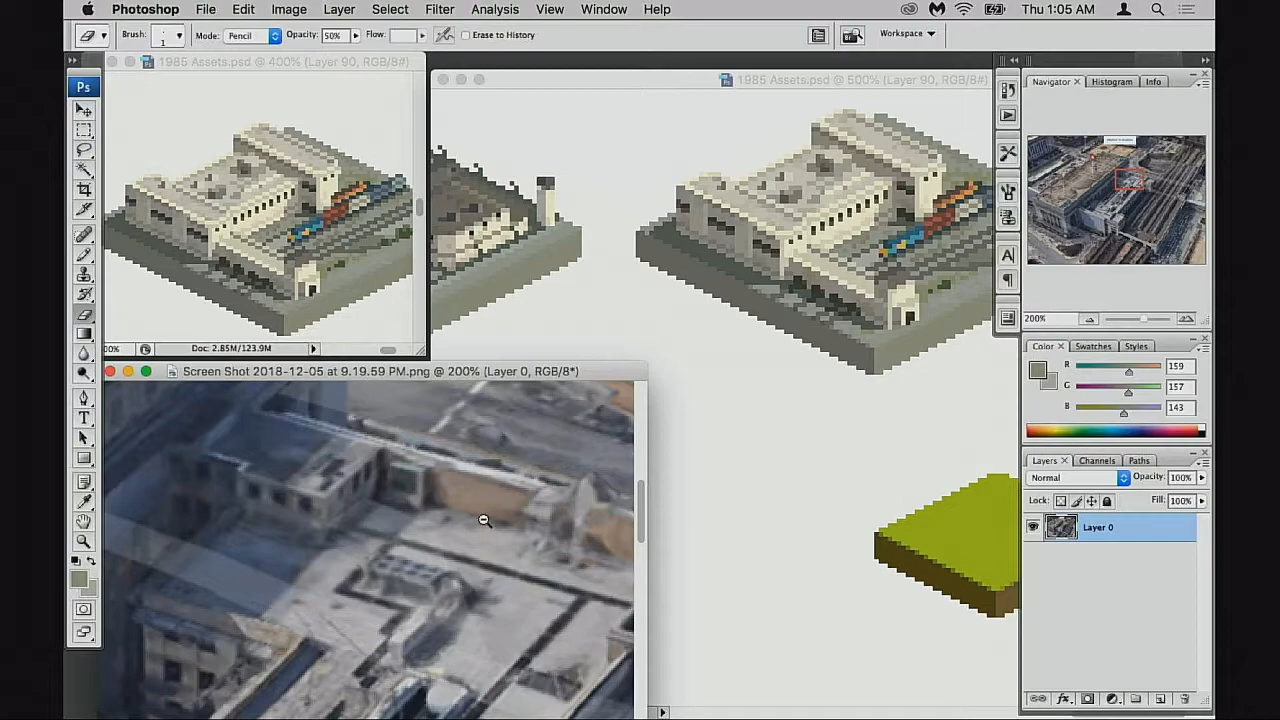 Photoshop File Edit Image Layer Select Filter Analysis View Window Help Thu 1:05 AM
Brush: 1 Mode: Pencil Opacity: 50% Flow: Erase to History Workspace
1985 Assets.psd @ 400% (Layer 90, RGB/8#)
1985 Assets.psd @ 500% (Layer 90, RGB/8#)
Ps
Navigator Histogram Info
200%
00% Doc: 2.85M/123.9M
Color Swatches Styles
R 159
G 157
B 143
Screen Shot 2018-12-05 at 9.19.59 PM.png @ 200% (Layer 0, RGB/8*)
Layers Channels Paths
Normal Opacity: 100%
Lock: Fill: 100%
Layer 0